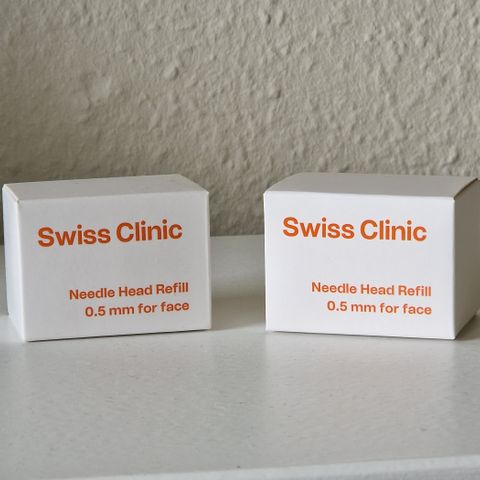 Swiss Clinic
Needle Head Refill
0.5 mm for face
Swiss Clinic
Needle Head Refill
0.5 mm for face